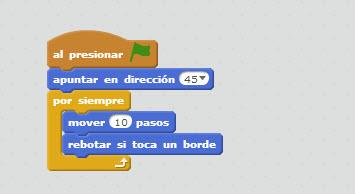 al presionar
apuntar en dirección 45
por siempre
mover 10 pasos
rebotar si toca un borde